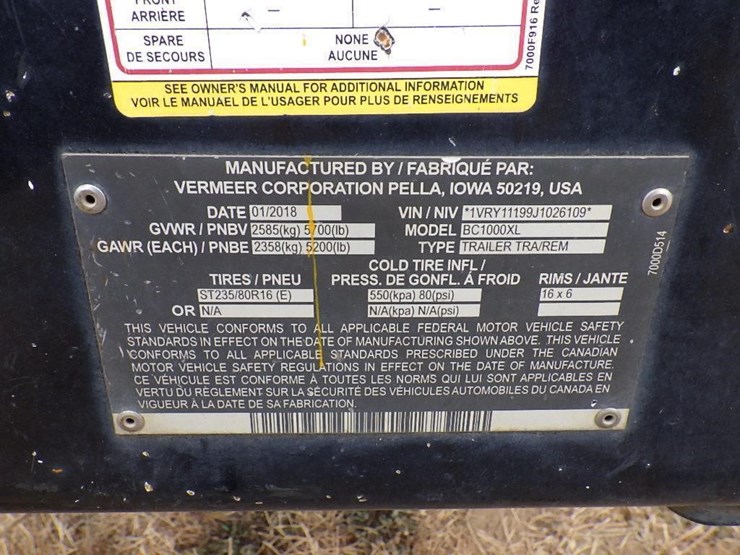 FRONT
ARRIÈRE – –
SPARE NONE
DE SECOURS AUCUNE
7000F916 Re
SEE OWNER'S MANUAL FOR ADDITIONAL INFORMATION
VOIR LE MANUAEL DE L'USAGER POUR PLUS DE RENSEIGNEMENTS
MANUFACTURED BY / FABRIQUÉ PAR:
VERMEER CORPORATION PELLA, IOWA 50219, USA
DATE 01/2018 VIN / NIV *1VRY11199J1026109*
GVWR / PNBV 2585(kg) 5700(lb) MODEL BC1000XL
GAWR (EACH) / PNBE 2358(kg) 5200(lb) TYPE TRAILER TRA/REM
COLD TIRE INFL /
TIRES / PNEU PRESS. DE GONFL. Á FROID RIMS / JANTE
ST235/80R16 (E) 550(kpa) 80(psi) 16 x 6
OR N/A N/A(kpa) N/A(psi)
7000D514
THIS VEHICLE CONFORMS TO ALL APPLICABLE FEDERAL MOTOR VEHICLE SAFETY
STANDARDS IN EFFECT ON THE DATE OF MANUFACTURING SHOWN ABOVE. THIS VEHICLE
CONFORMS TO ALL APPLICABLE STANDARDS PRESCRIBED UNDER THE CANADIAN
MOTOR VEHICLE SAFETY REGULATIONS IN EFFECT ON THE DATE OF MANUFACTURE.
CE VÉHICULE EST CONFORME À TOUTES LES NORMS QUI LUI SONT APPLICABLES EN
VERTU DU RÈGLEMENT SUR LA SÉCURITÉ DES VÉHICULES AUTOMOBILES DU CANADA EN
VIGUEUR À LA DATE DE SA FABRICATION.